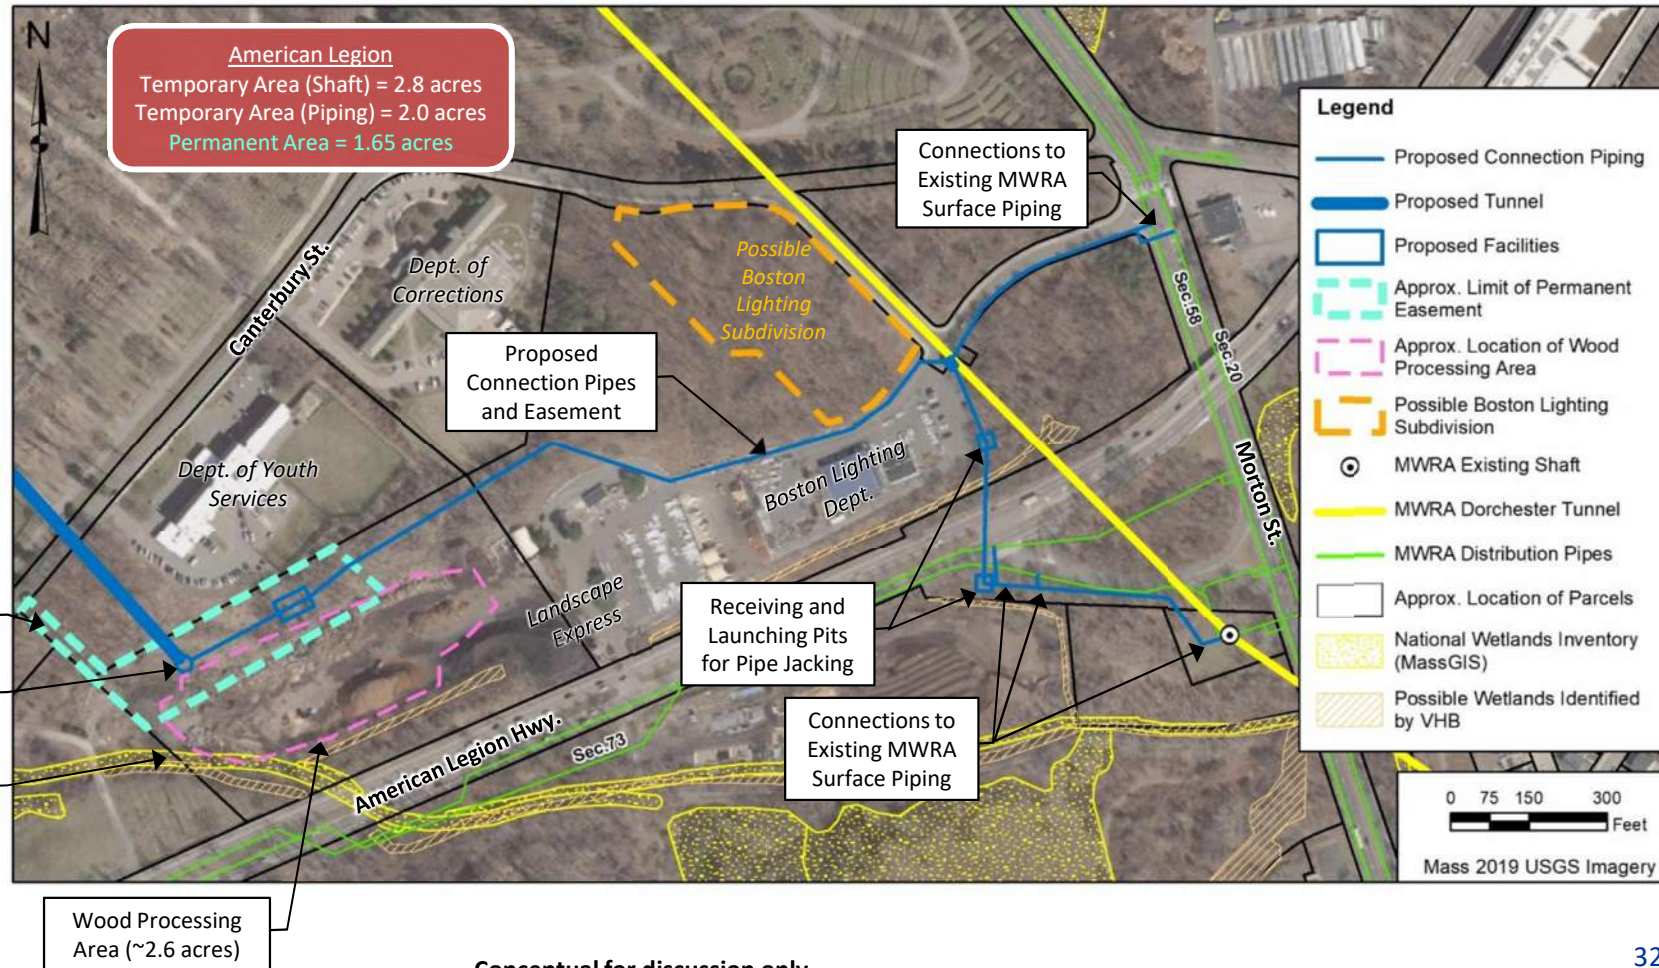 N
American Legion
Temporary Area (Shaft) = 2.8 acres
Temporary Area (Piping) = 2.0 acres
Permanent Area = 1.65 acres
Canterbury St.
Dept. of
Corrections
Possible
Boston
Lighting
Subdivision
Connections to
Existing MWRA
Surface Piping
Proposed
Connection Pipes
and Easement
Dept. of Youth
Services
Boston Lighting
Dept.
Landscape
Express
Sec.58
Sec.20
Morton St.
Receiving and
Launching Pits
for Pipe Jacking
Connections to
Existing MWRA
Surface Piping
American Legion Hwy.
Sec.73
Wood Processing
Area (~2.6 acres)
Legend
Proposed Connection Piping
Proposed Tunnel
Proposed Facilities
Approx. Limit of Permanent
Easement
Approx. Location of Wood
Processing Area
Possible Boston Lighting
Subdivision
MWRA Existing Shaft
MWRA Dorchester Tunnel
MWRA Distribution Pipes
Approx. Location of Parcels
National Wetlands Inventory
(MassGIS)
Possible Wetlands Identified
by VHB
0 75 150 300
Feet
Mass 2019 USGS Imagery
Conceptual for discussion only
32